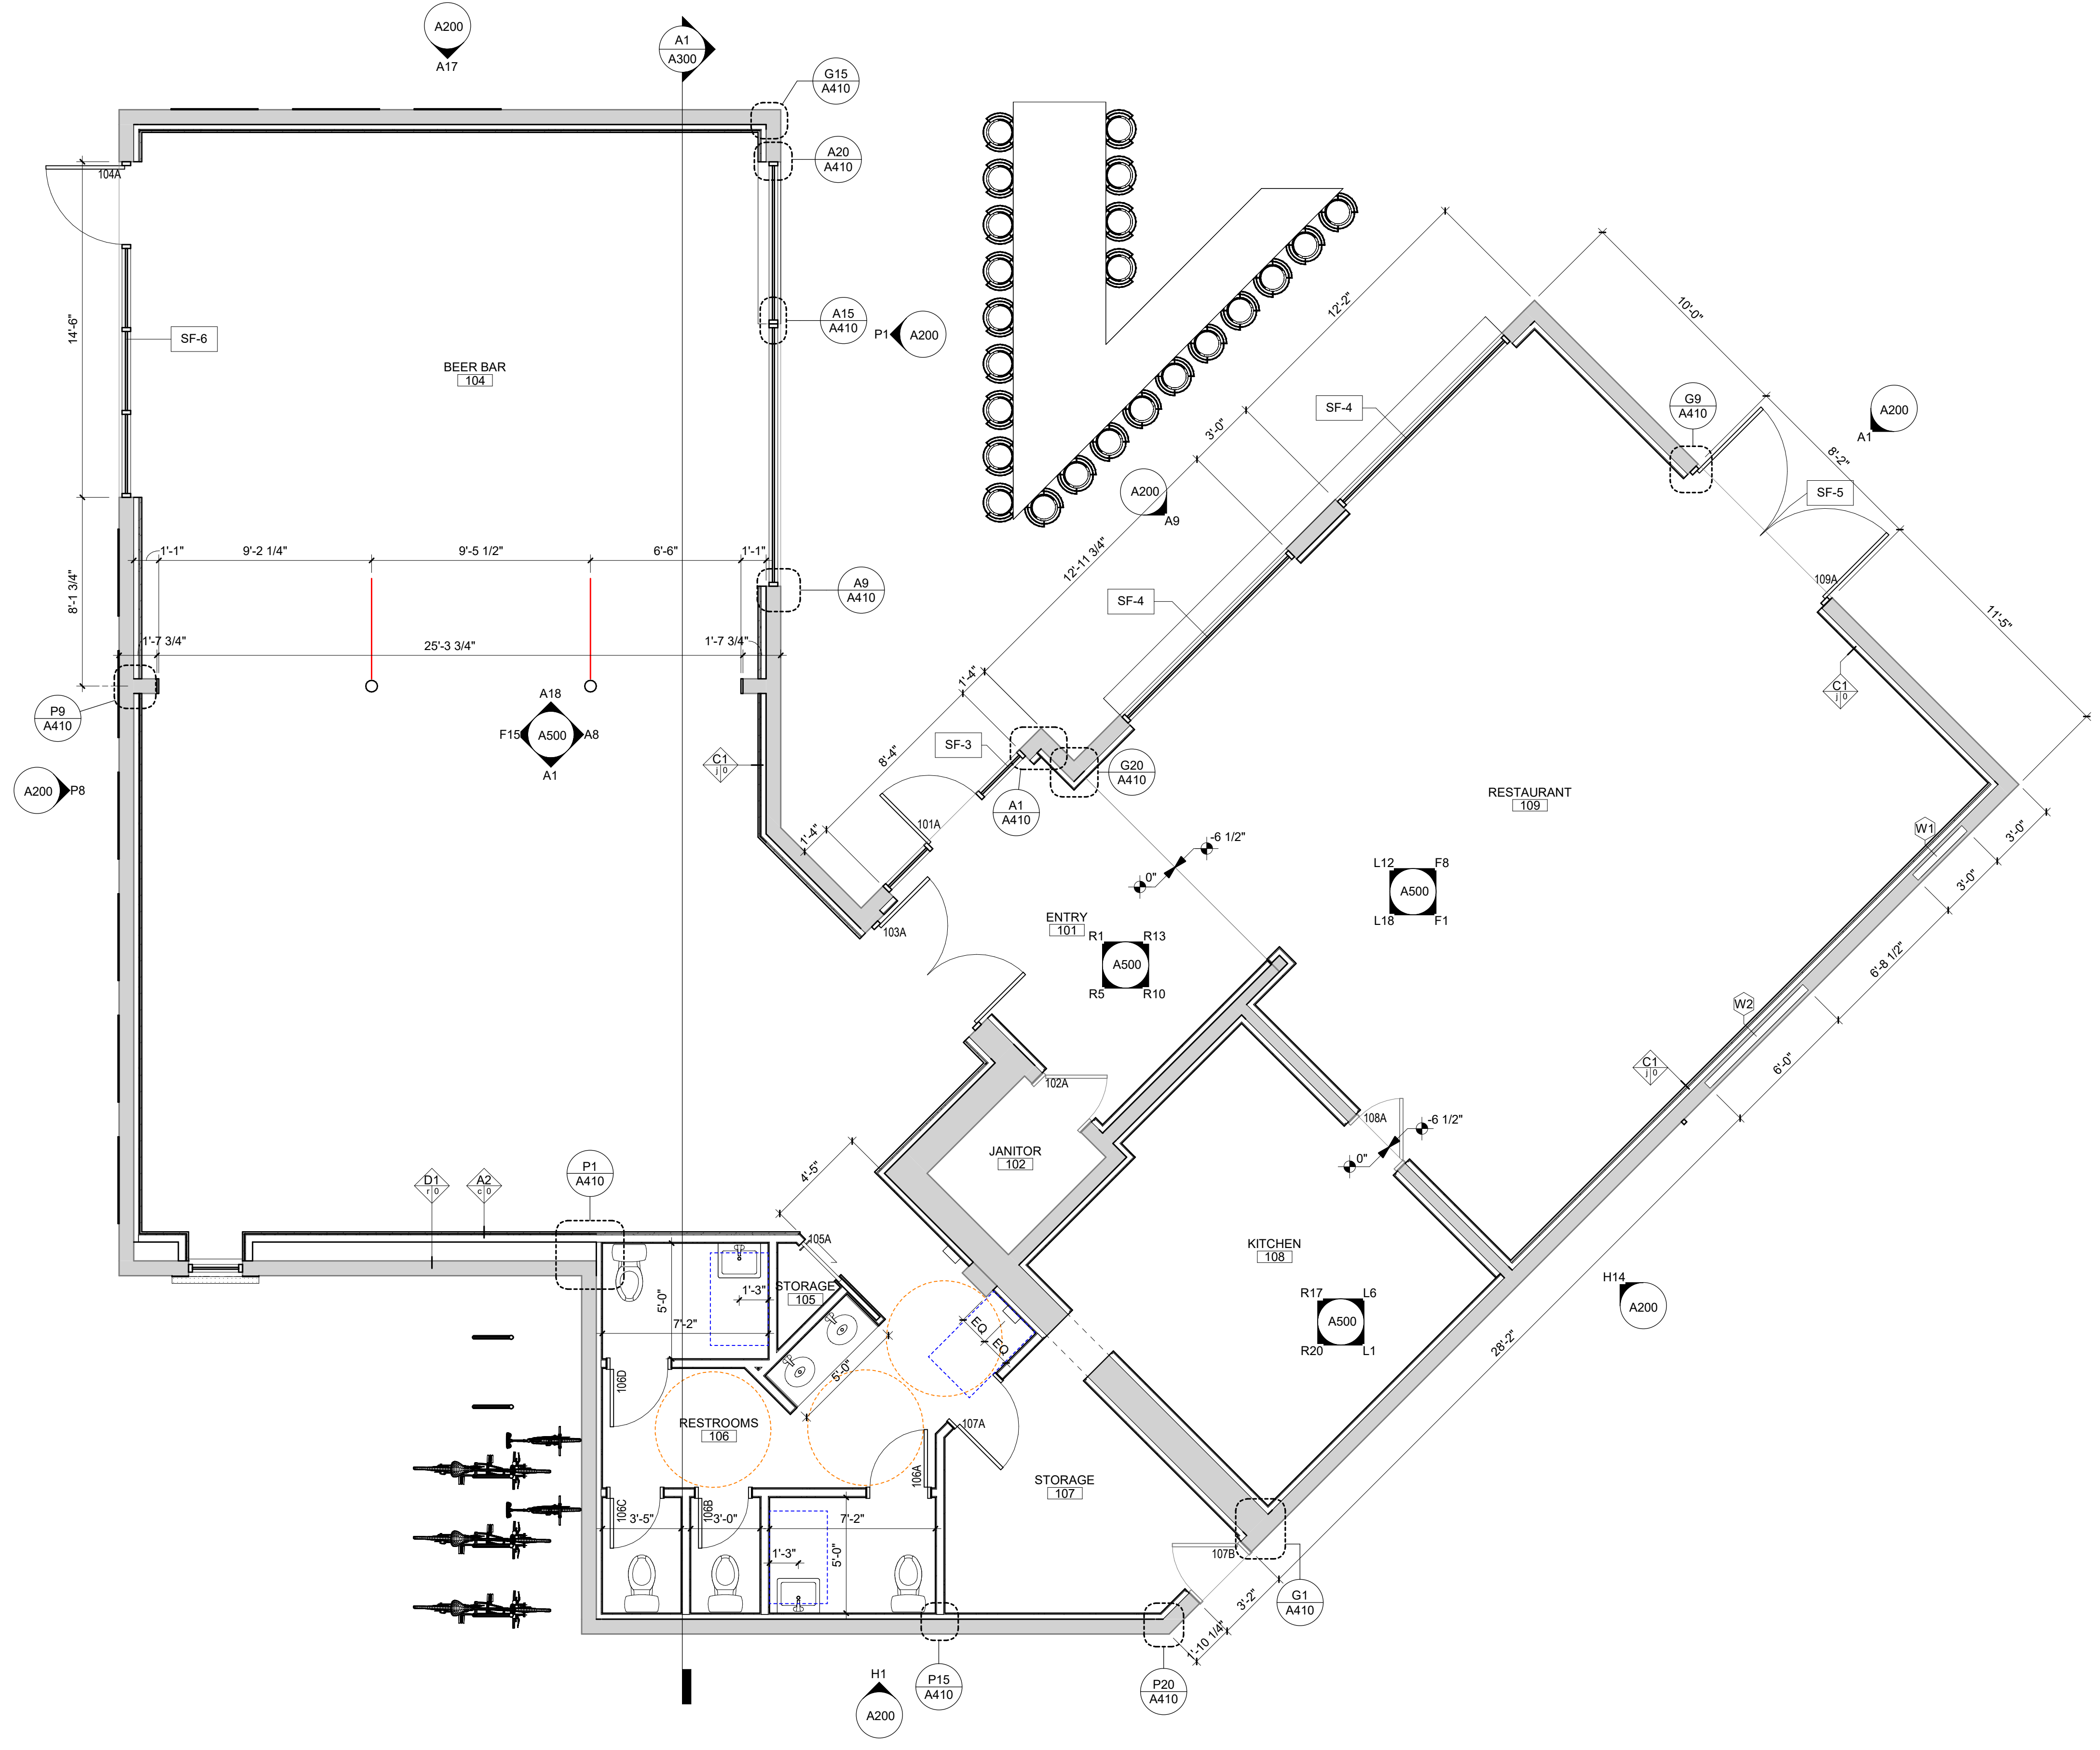 A200
A17
A1
A300
G15
A410
A20
A410
104A
14'-6"
SF-6
BEER BAR
104
A15
A410
P1
A200
12'-2"
10'-0"
3'-0"
SF-4
G9
A410
A200
A1
8'-2"
SF-5
A200
A9
12'-11 3/4"
SF-4
109A
11'-5"
1'-1"
9'-2 1/4"
9'-5 1/2"
6'-6"
1'-1"
8'-1 3/4"
A9
A410
1'-7 3/4"
25'-3 3/4"
1'-7 3/4"
1'-4"
C1
j 0
P9
A410
A18
F15
A500
A8
A1
A200
P8
C1
j 0
8'-4"
SF-3
G20
A410
A1
A410
1'-4"
101A
-6 1/2"
0"
RESTAURANT
109
W1
3'-0"
3'-0"
L12
F8
A500
L18
F1
103A
ENTRY
101
R1
R13
A500
R5
R10
6'-8 1/2"
W2
6'-0"
C1
j 0
102A
108A
-6 1/2"
0"
JANITOR
102
D1
r 0
A2
c 0
P1
A410
4'-5"
105A
KITCHEN
108
STORAGE
105
1'-3"
5'-0"
7'-2"
EQ
EQ
5'-0"
R17
L6
A500
R20
L1
H14
A200
28'-2"
106D
RESTROOMS
106
107A
106A
STORAGE
107
106C
3'-5"
106B
3'-0"
7'-2"
1'-3"
5'-0"
107B
G1
A410
3'-2"
1'-10 1/4"
P15
A410
P20
A410
H1
A200